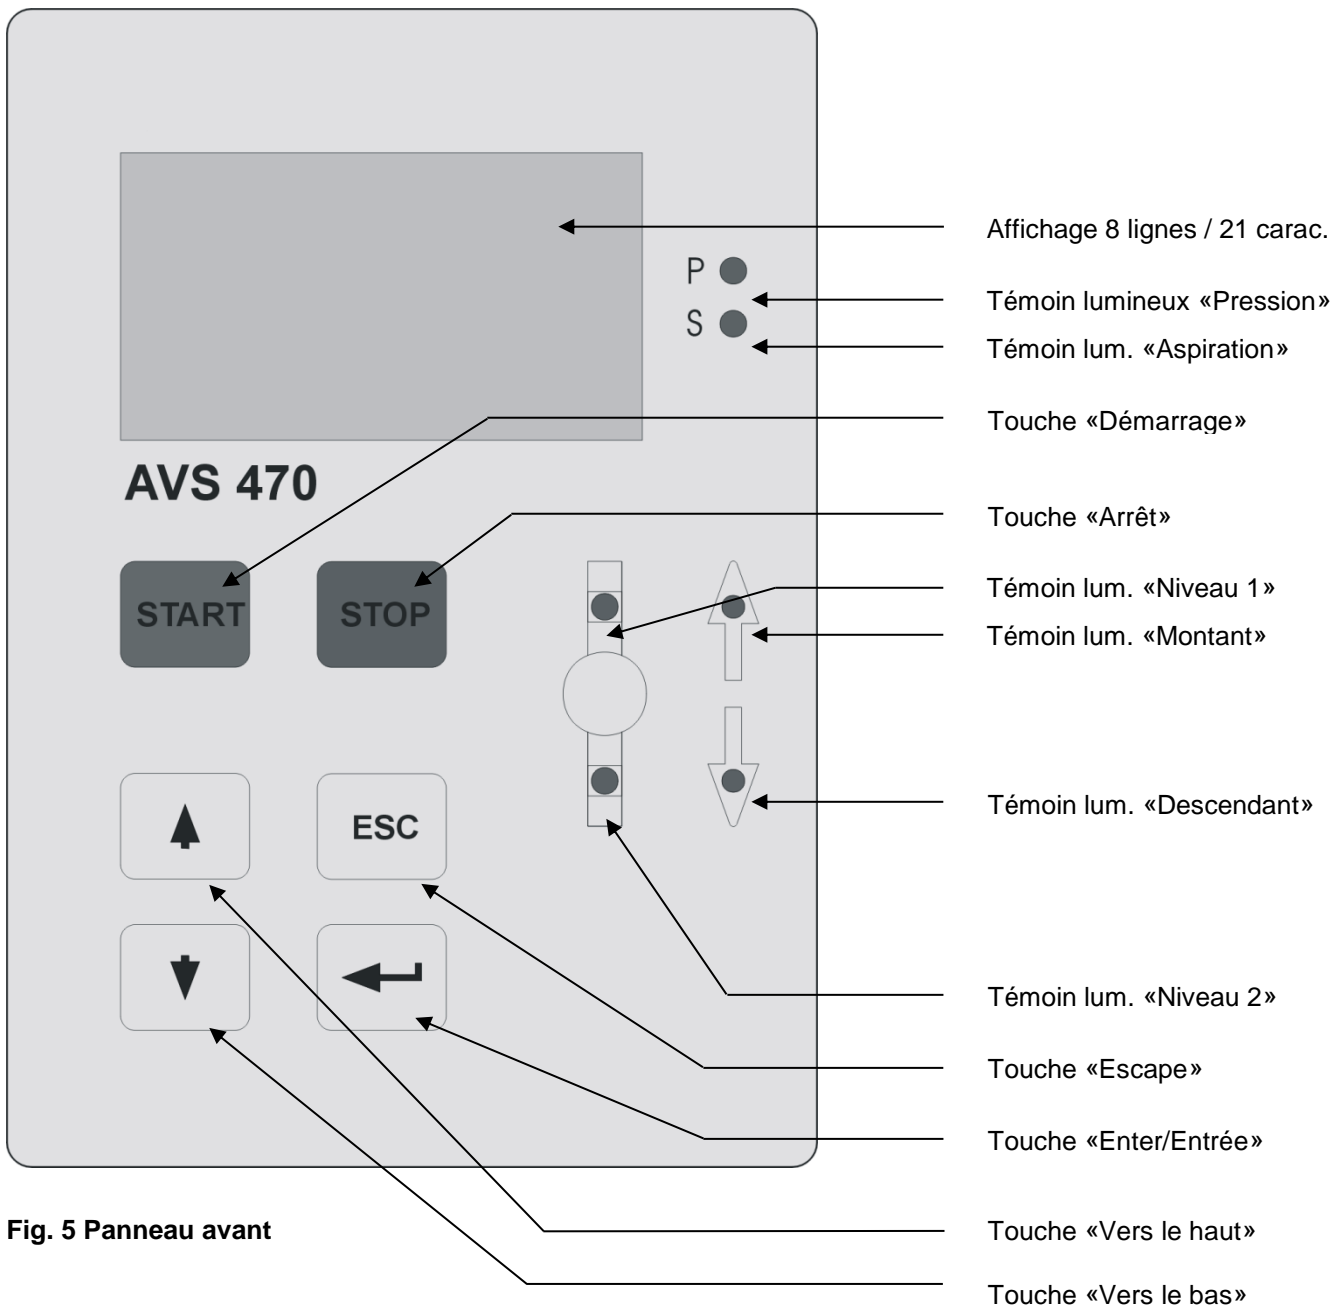 Affichage 8 lignes / 21 carac.
P
Témoin lumineux «Pression»
S
Témoin lum. «Aspiration»
Touche «Démarrage»
AVS 470
Touche «Arrêt»
START
STOP
Témoin lum. «Niveau 1»
Témoin lum. «Montant»
Témoin lum. «Descendant»
ESC
Témoin lum. «Niveau 2»
Touche «Escape»
Touche «Enter/Entrée»
Fig. 5 Panneau avant
Touche «Vers le haut»
Touche «Vers le bas»